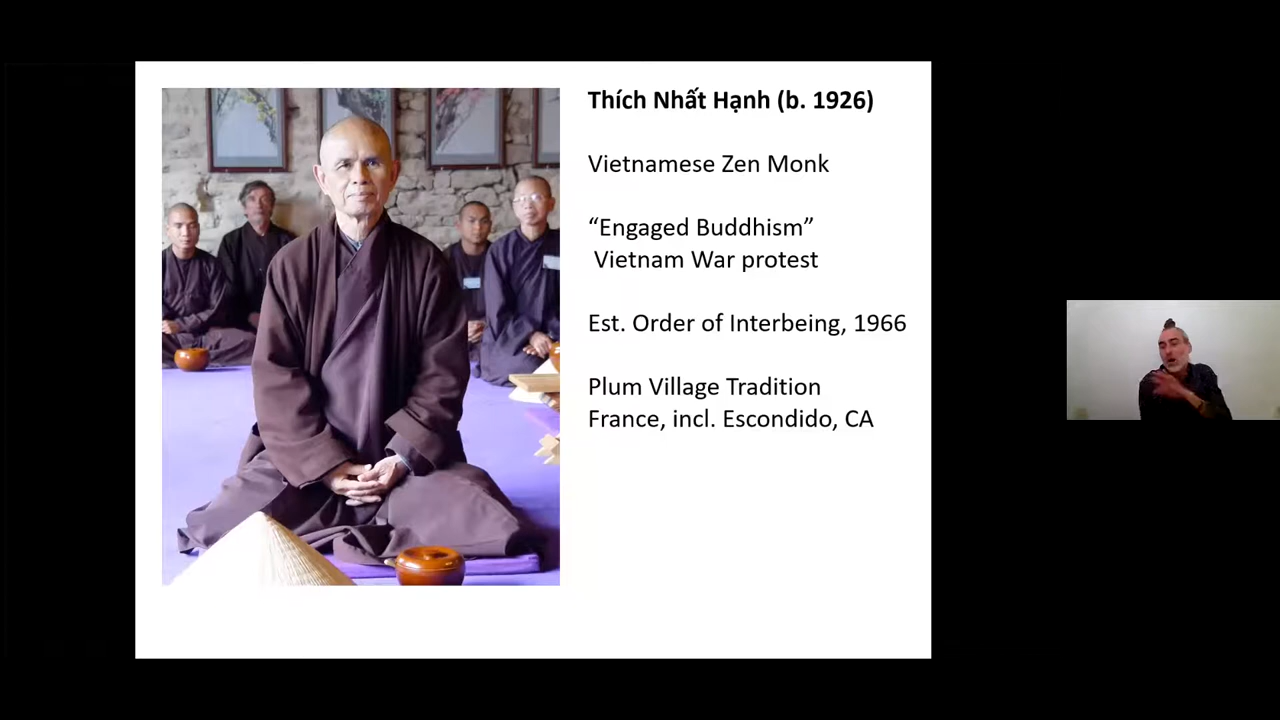 Thích Nhất Hạnh (b. 1926)
Vietnamese Zen Monk
“Engaged Buddhism”
Vietnam War protest
Est. Order of Interbeing, 1966
Plum Village Tradition
France, incl. Escondido, CA